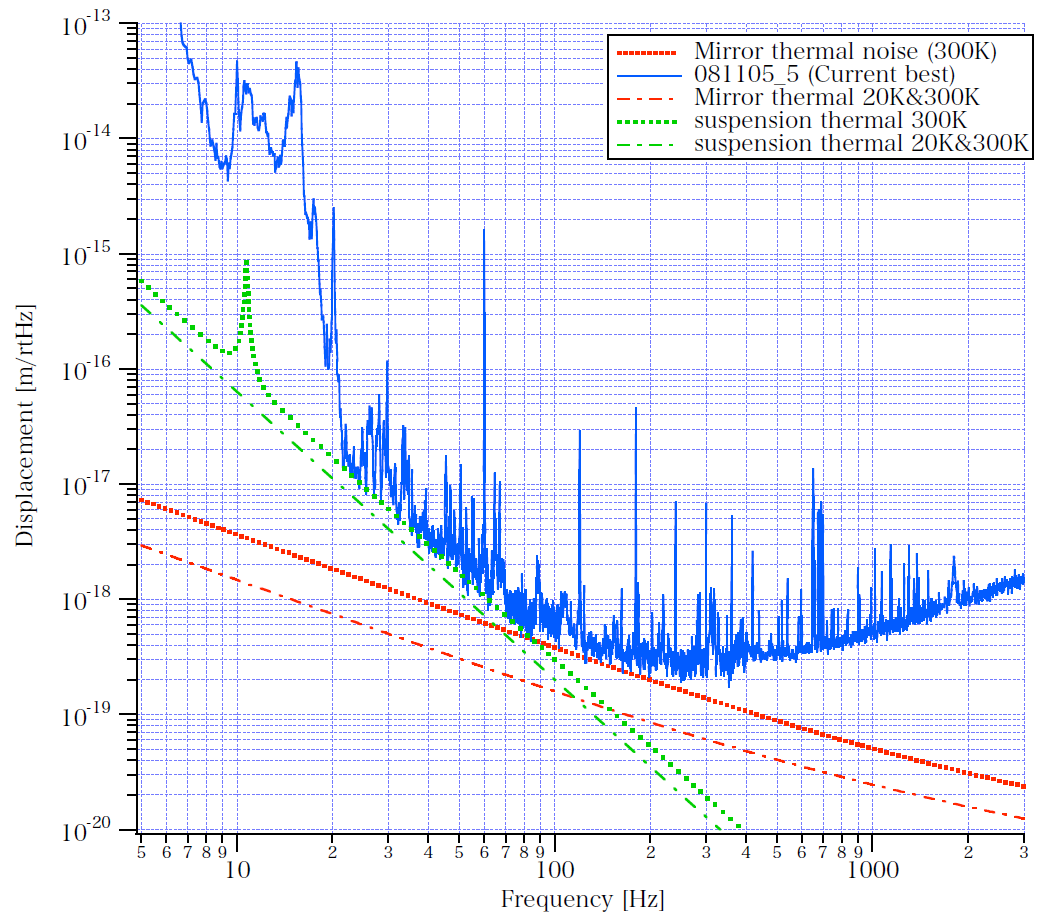 10-13
10-14
10-15
10-16
10-17
10-18
10-19
10-20
Displacement [m/rtHz]
Mirror thermal noise (300K)
081105_5 (Current best)
Mirror thermal 20K&300K
suspension thermal 300K
suspension thermal 20K&300K
5 6 7 8 9 2 3 4 5 6 7 8 9 2 3 4 5 6 7 8 9 2 3
10 100 1000
Frequency [Hz]